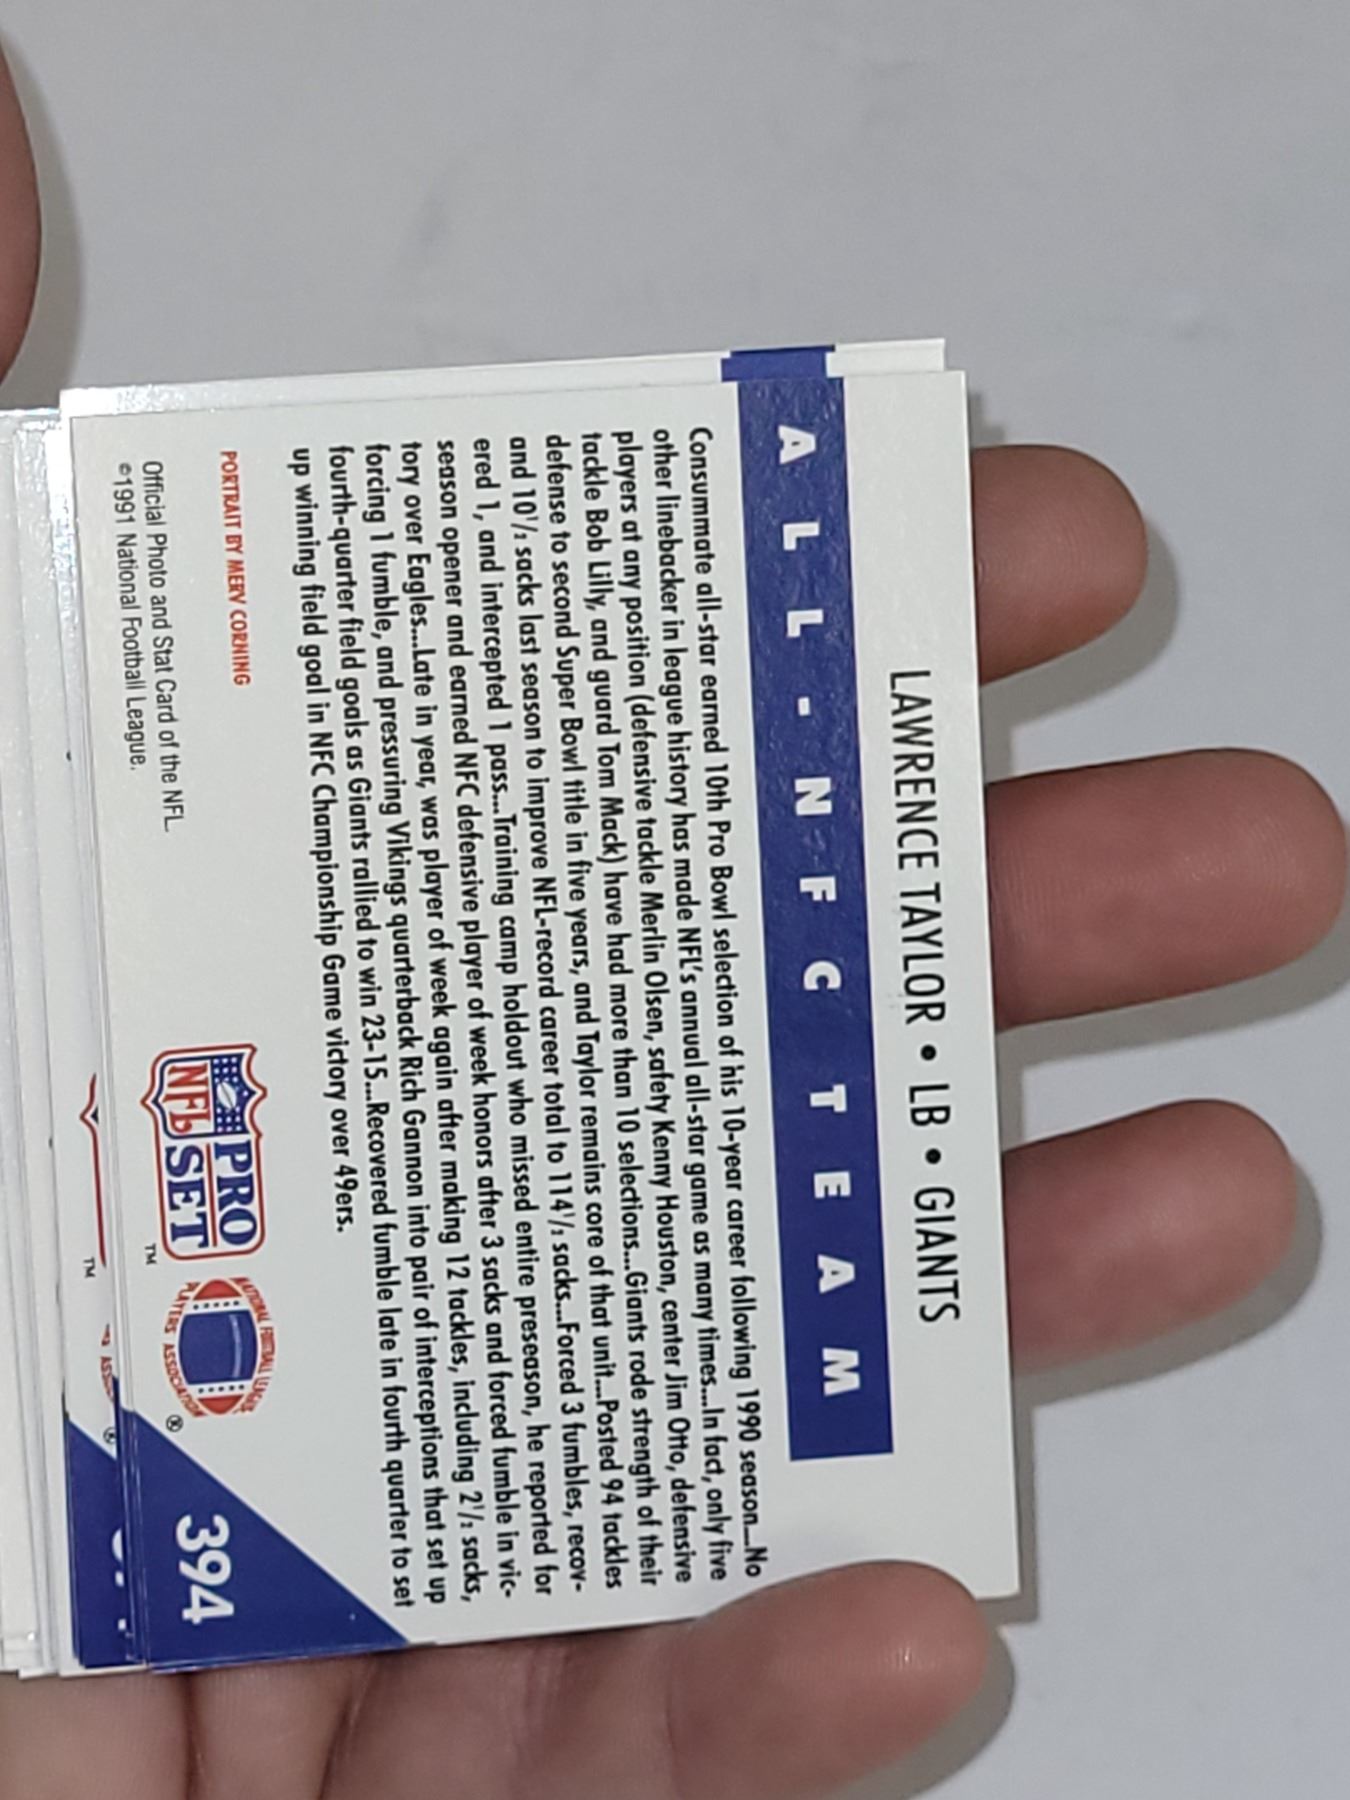 LAWRENCE TAYLOR • LB • GIANTS
ALL-NFC TEAM
Consummate all-star earned 10th Pro Bowl selection of his 10-year career following 1990 season....No
other linebacker in league history has made NFL's annual all-star game as many times....In fact, only five
players at any position (defensive tackle Merlin Olsen, safety Kenny Houston, center Jim Otto, defensive
tackle Bob Lilly, and guard Tom Mack) have had more than 10 selections....Giants rode strength of their
defense to second Super Bowl title in five years, and Taylor remains core of that unit....Posted 94 tackles
and 10½ sacks last season to improve NFL-record career total to 114½ sacks....Forced 3 fumbles, recov-
ered 1, and intercepted 1 pass....Training camp holdout who missed entire preseason, he reported for
season opener and earned NFC defensive player of week honors after 3 sacks and forced fumble in vic-
tory over Eagles....Late in year, was player of week again after making 12 tackles, including 2½ sacks,
forcing 1 fumble, and pressuring Vikings quarterback Rich Gannon into pair of interceptions that set up
fourth-quarter field goals as Giants rallied to win 23-15....Recovered fumble late in fourth quarter to set
up winning field goal in NFC Championship Game victory over 49ers.
PORTRAIT BY MERV CORNING
Official Photo and Stat Card of the NFL.
©1991 National Football League.
PRO
NFL SET
™
NATIONAL FOOTBALL LEAGUE
PLAYERS ASSOCIATION
®
394
™
ASS
®